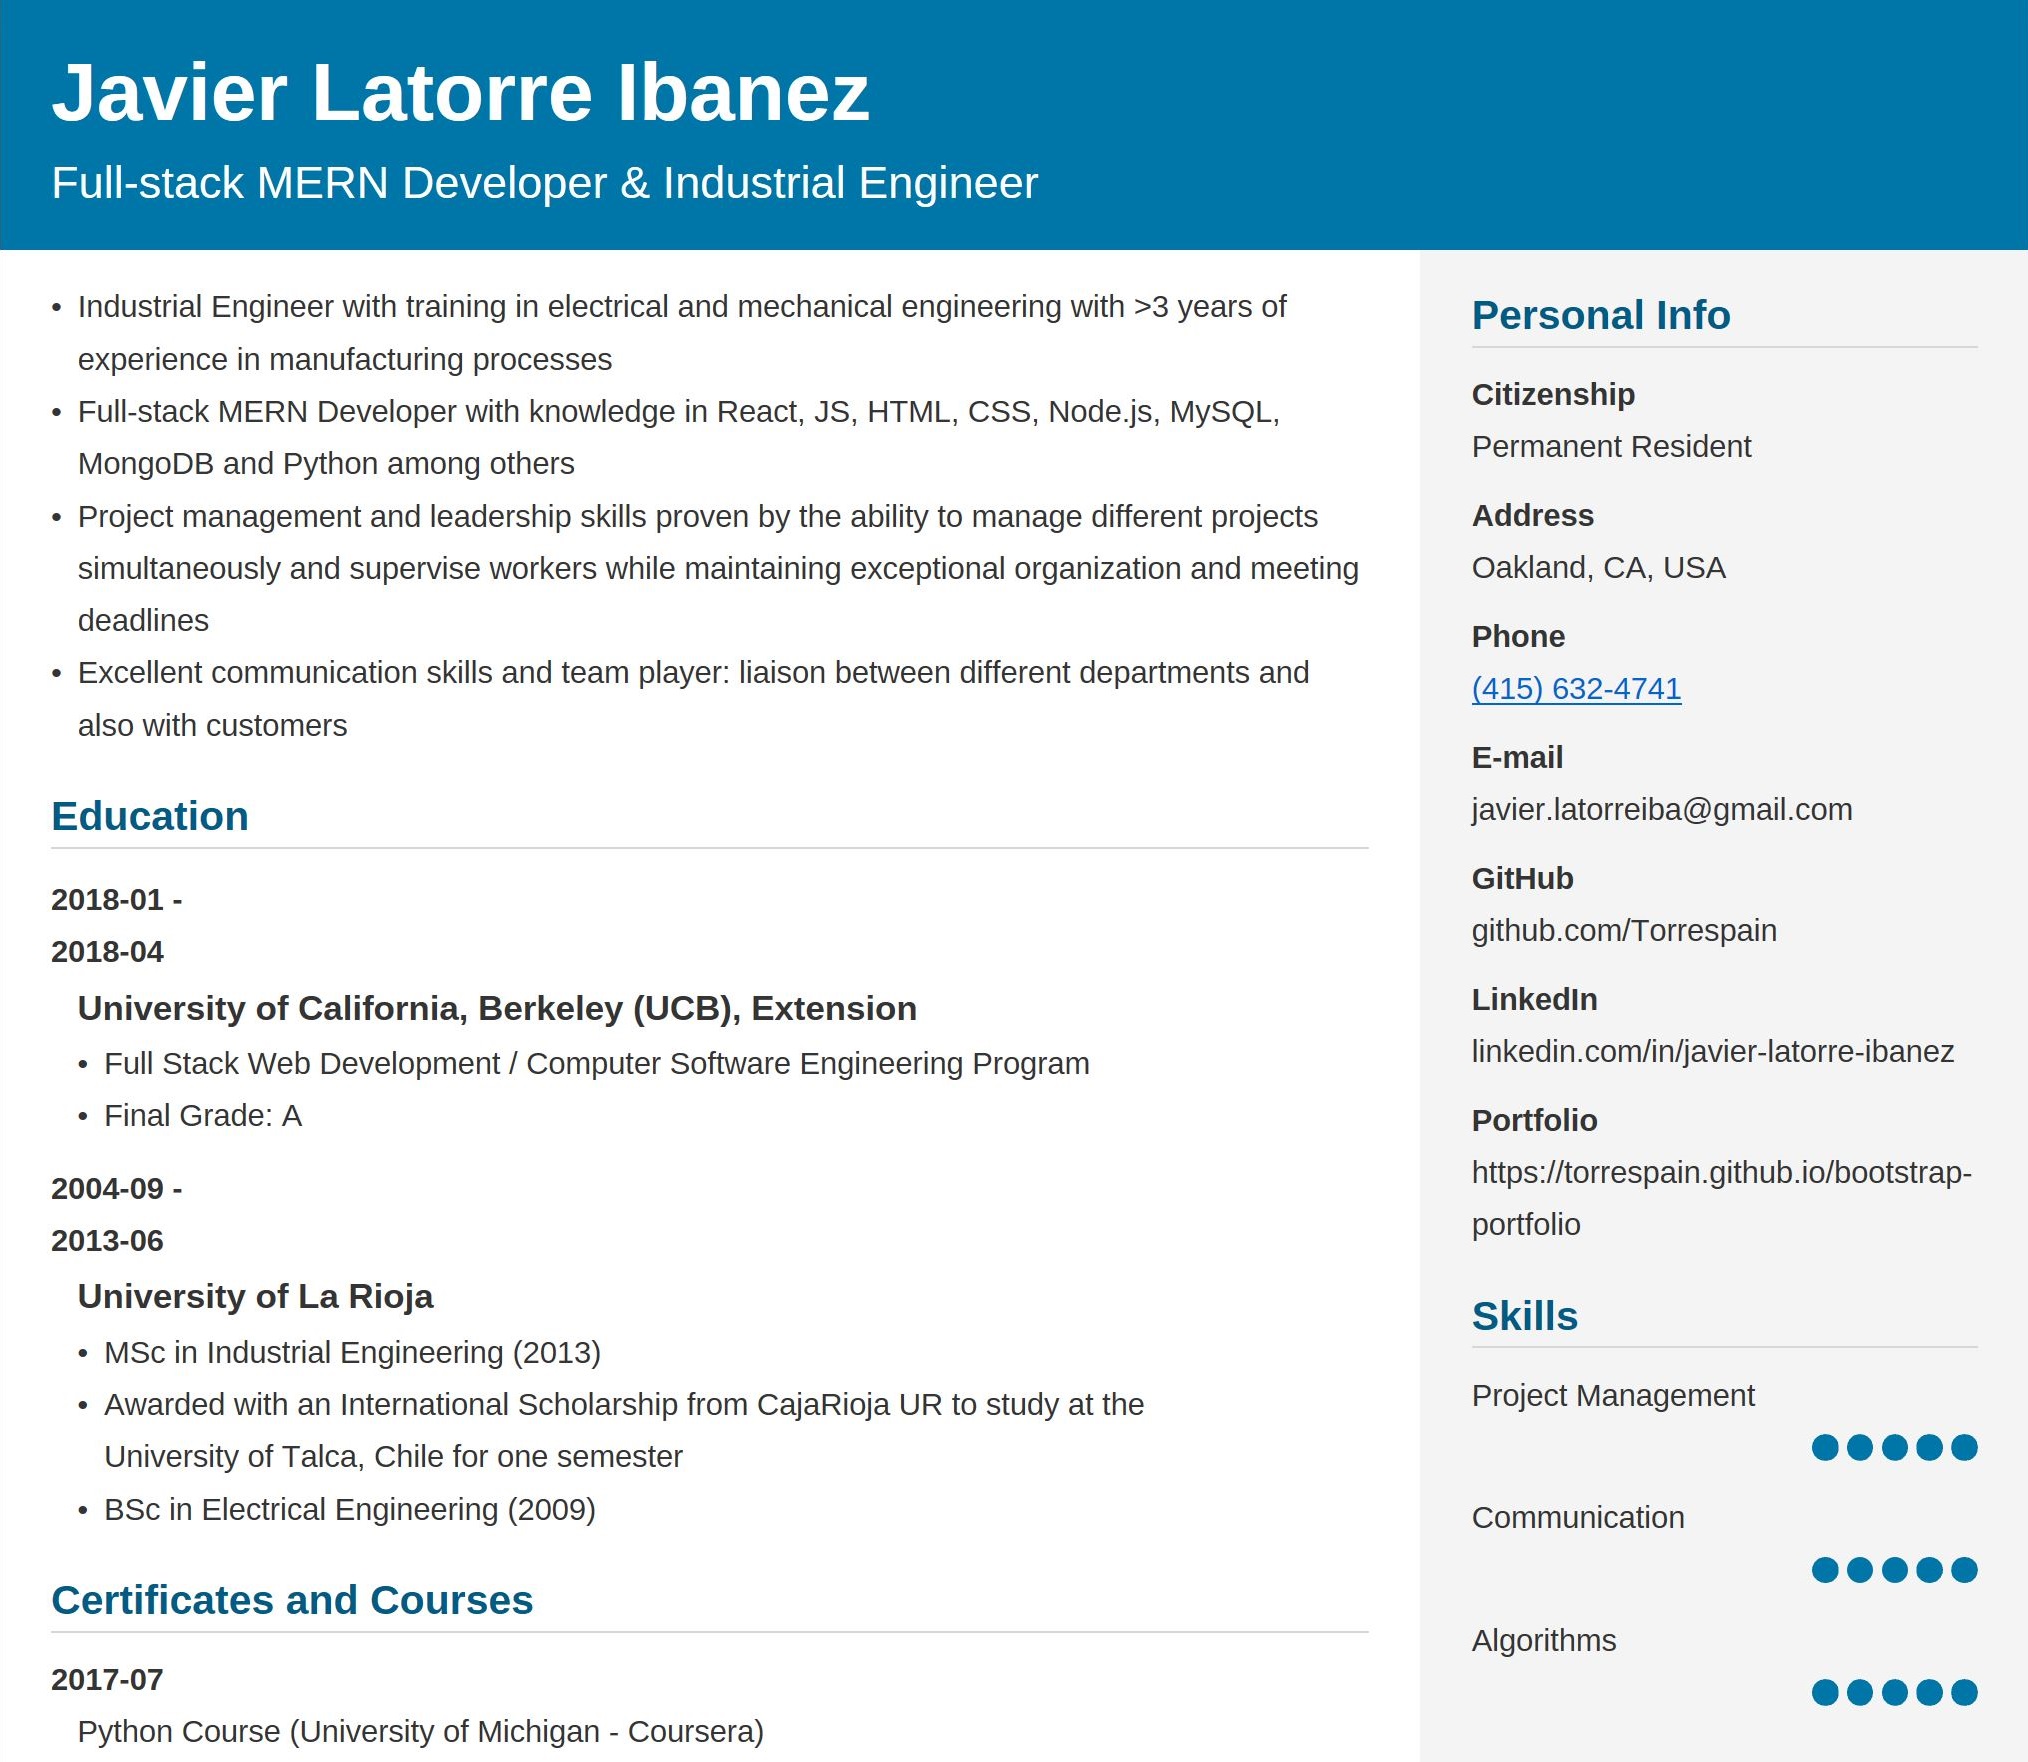 Javier Latorre Ibanez
Full-stack MERN Developer & Industrial Engineer
• Industrial Engineer with training in electrical and mechanical engineering with >3 years of
experience in manufacturing processes
• Full-stack MERN Developer with knowledge in React, JS, HTML, CSS, Node.js, MySQL,
MongoDB and Python among others
• Project management and leadership skills proven by the ability to manage different projects
simultaneously and supervise workers while maintaining exceptional organization and meeting
deadlines
• Excellent communication skills and team player: liaison between different departments and
also with customers
Education
2018-01 -
2018-04
University of California, Berkeley (UCB), Extension
• Full Stack Web Development / Computer Software Engineering Program
• Final Grade: A
2004-09 -
2013-06
University of La Rioja
• MSc in Industrial Engineering (2013)
• Awarded with an International Scholarship from CajaRioja UR to study at the
University of Talca, Chile for one semester
• BSc in Electrical Engineering (2009)
Certificates and Courses
2017-07
Python Course (University of Michigan - Coursera)
Personal Info
Citizenship
Permanent Resident
Address
Oakland, CA, USA
Phone
(415) 632-4741
E-mail
javier.latorreiba@gmail.com
GitHub
github.com/Torrespain
LinkedIn
linkedin.com/in/javier-latorre-ibanez
Portfolio
https://torrespain.github.io/bootstrap-
portfolio
Skills
Project Management
Communication
Algorithms